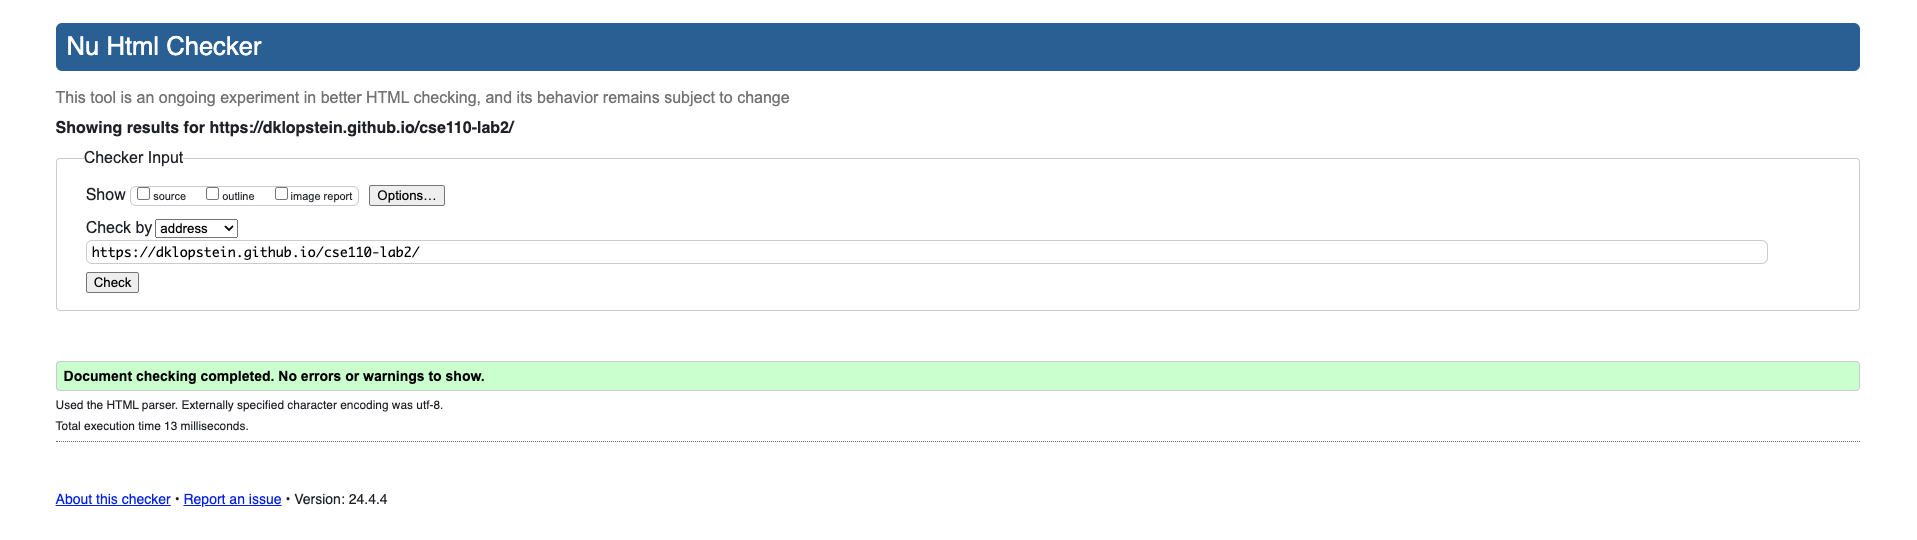 Nu Html Checker
This tool is an ongoing experiment in better HTML checking, and its behavior remains subject to change
Showing results for https://dklopstein.github.io/cse110-lab2/
Checker Input
Show source outline image report Options...
Check by address
https://dklopstein.github.io/cse110-lab2/
Check
Document checking completed. No errors or warnings to show.
Used the HTML parser. Externally specified character encoding was utf-8.
Total execution time 13 milliseconds.
About this checker • Report an issue • Version: 24.4.4